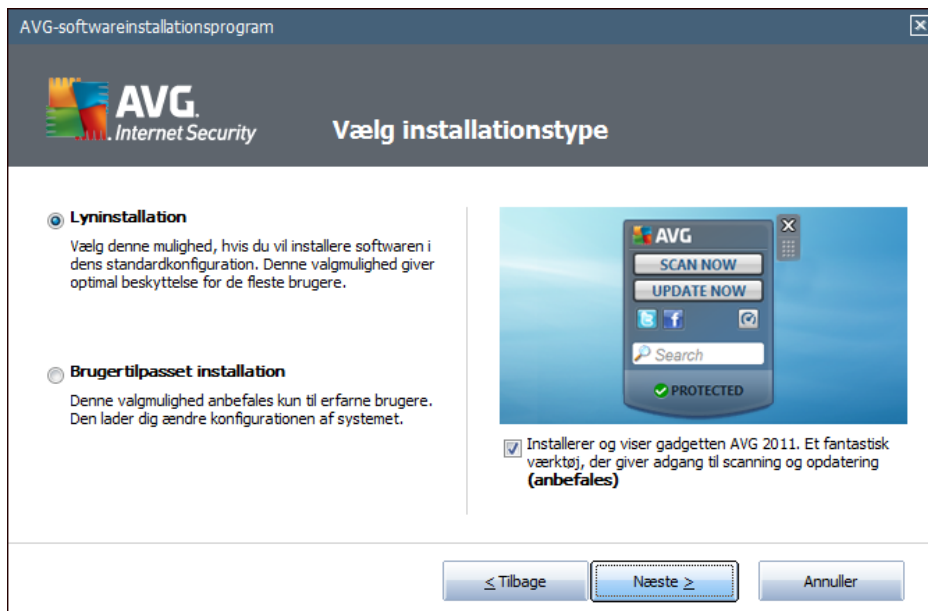 AVG-softwareinstallationsprogram
AVG.
Internet Security
Vælg installationstype
Lyninstallation
Vælg denne mulighed, hvis du vil installere softwaren i
dens standardkonfiguration. Denne valgmulighed giver
optimal beskyttelse for de fleste brugere.
Brugertilpasset installation
Denne valgmulighed anbefales kun til erfarne brugere.
Den lader dig ændre konfigurationen af systemet.
AVG
SCAN NOW
UPDATE NOW
Search
PROTECTED
Installerer og viser gadgetten AVG 2011. Et fantastisk
værktøj, der giver adgang til scanning og opdatering
(anbefales)
< Tilbage
Næste >
Annuller